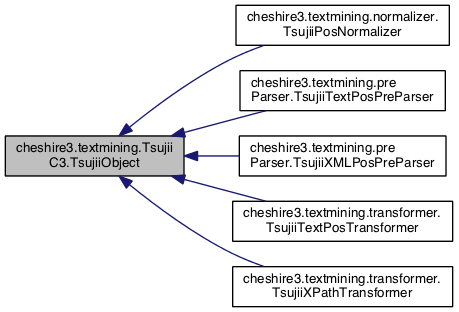 cheshire3.textmining.normalizer.
TsujiiPosNormalizer
cheshire3.textmining.pre
Parser.TsujiiTextPosPreParser
cheshire3.textmining.Tsujii
C3.TsujiiObject
cheshire3.textmining.pre
Parser.TsujiiXMLPosPreParser
cheshire3.textmining.transformer.
TsujiiTextPosTransformer
cheshire3.textmining.transformer.
TsujiiXPathTransformer